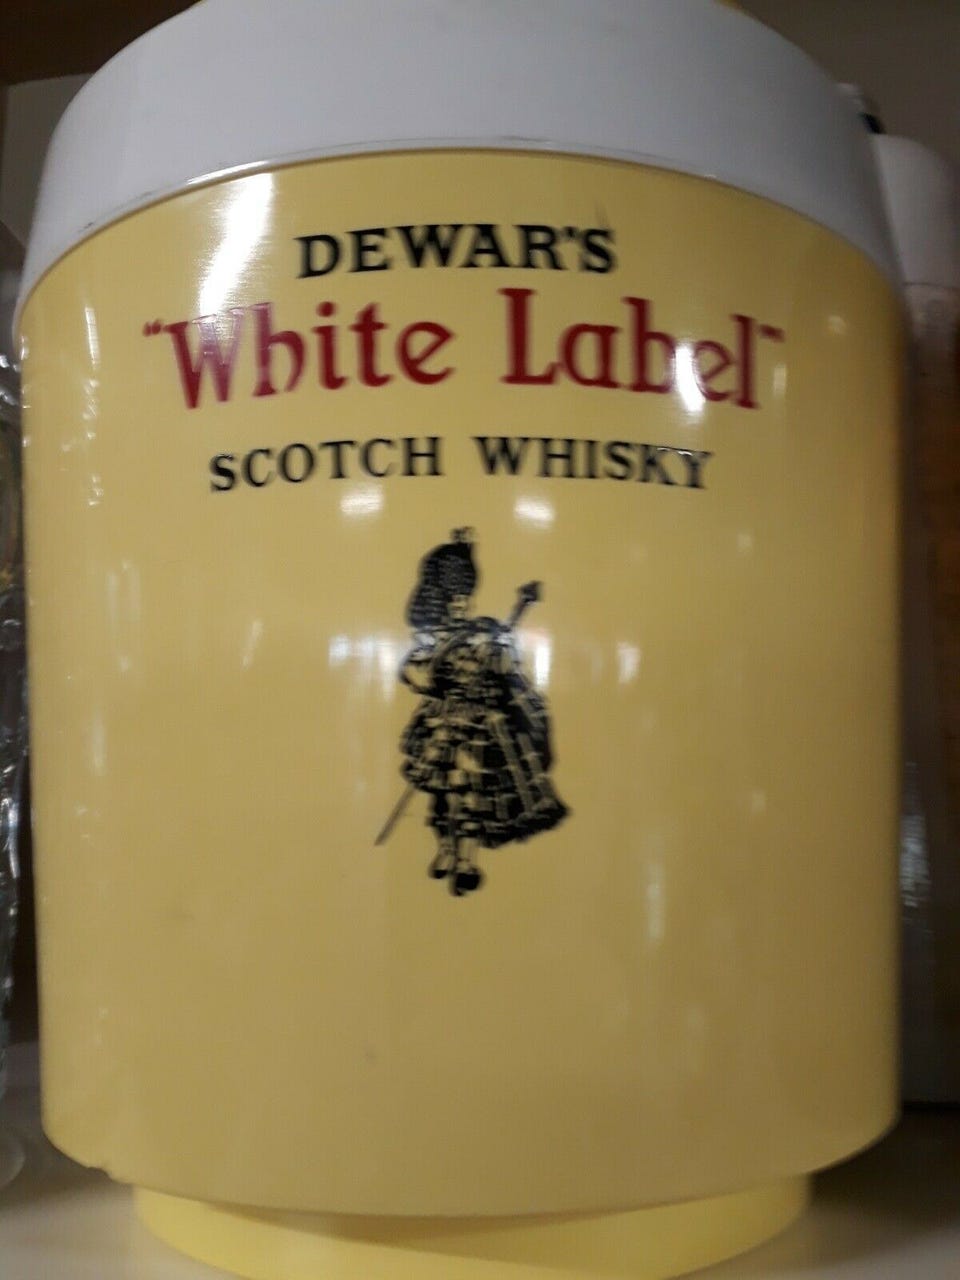 DEWAR'S
"White Label"
SCOTCH WHISKY